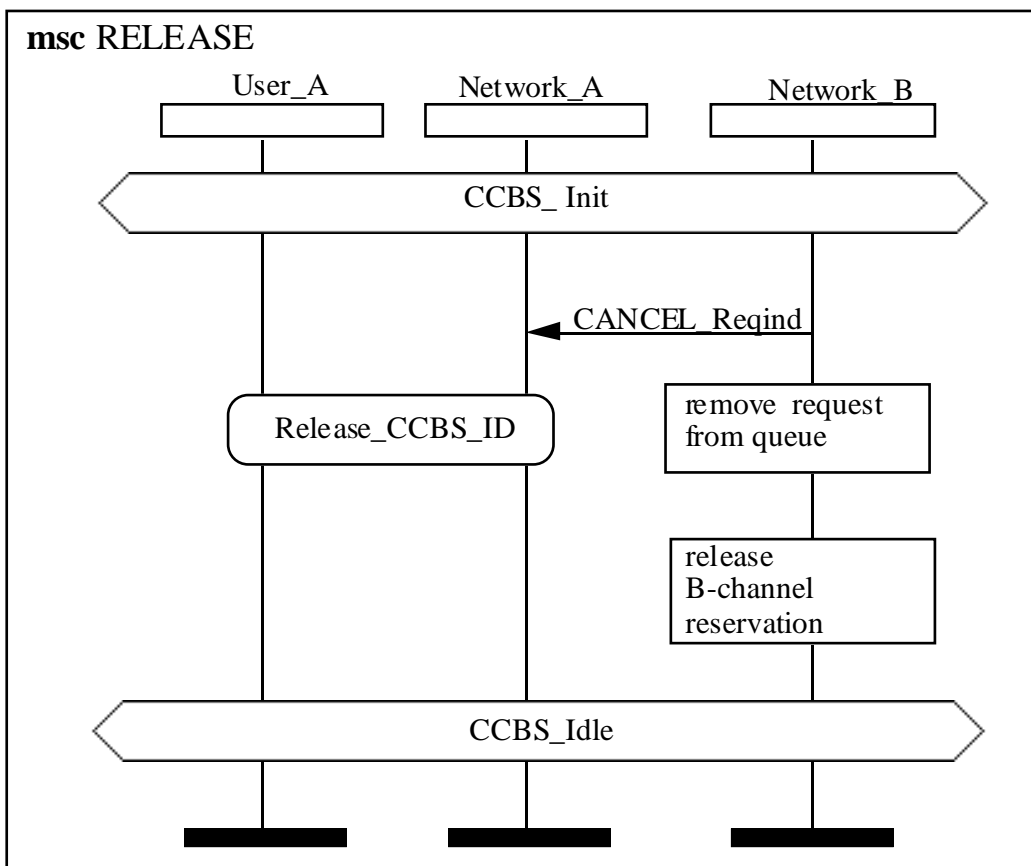 msc RELEASE
User_A
Network_A
Network_B
CCBS_ Init
CANCEL_Reqind
Release_CCBS_ID
remove request
from queue
release
B-channel
reservation
CCBS_Idle